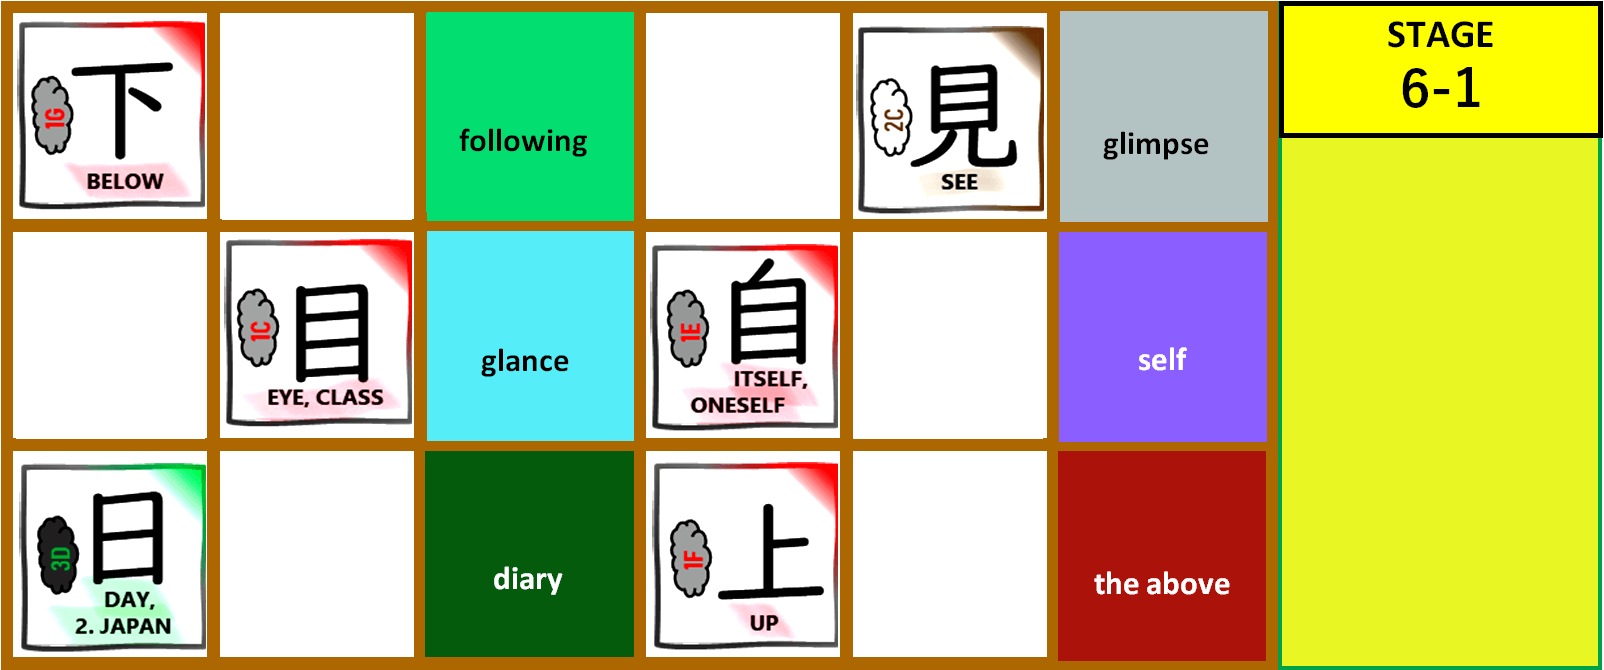 1G
下
BELOW
following
2C
見
SEE
glimpse
STAGE
6-1
1C
目
EYE, CLASS
glance
1E
自
ITSELF,
ONESELF
self
3D
日
DAY,
2. JAPAN
diary
1F
上
UP
the above